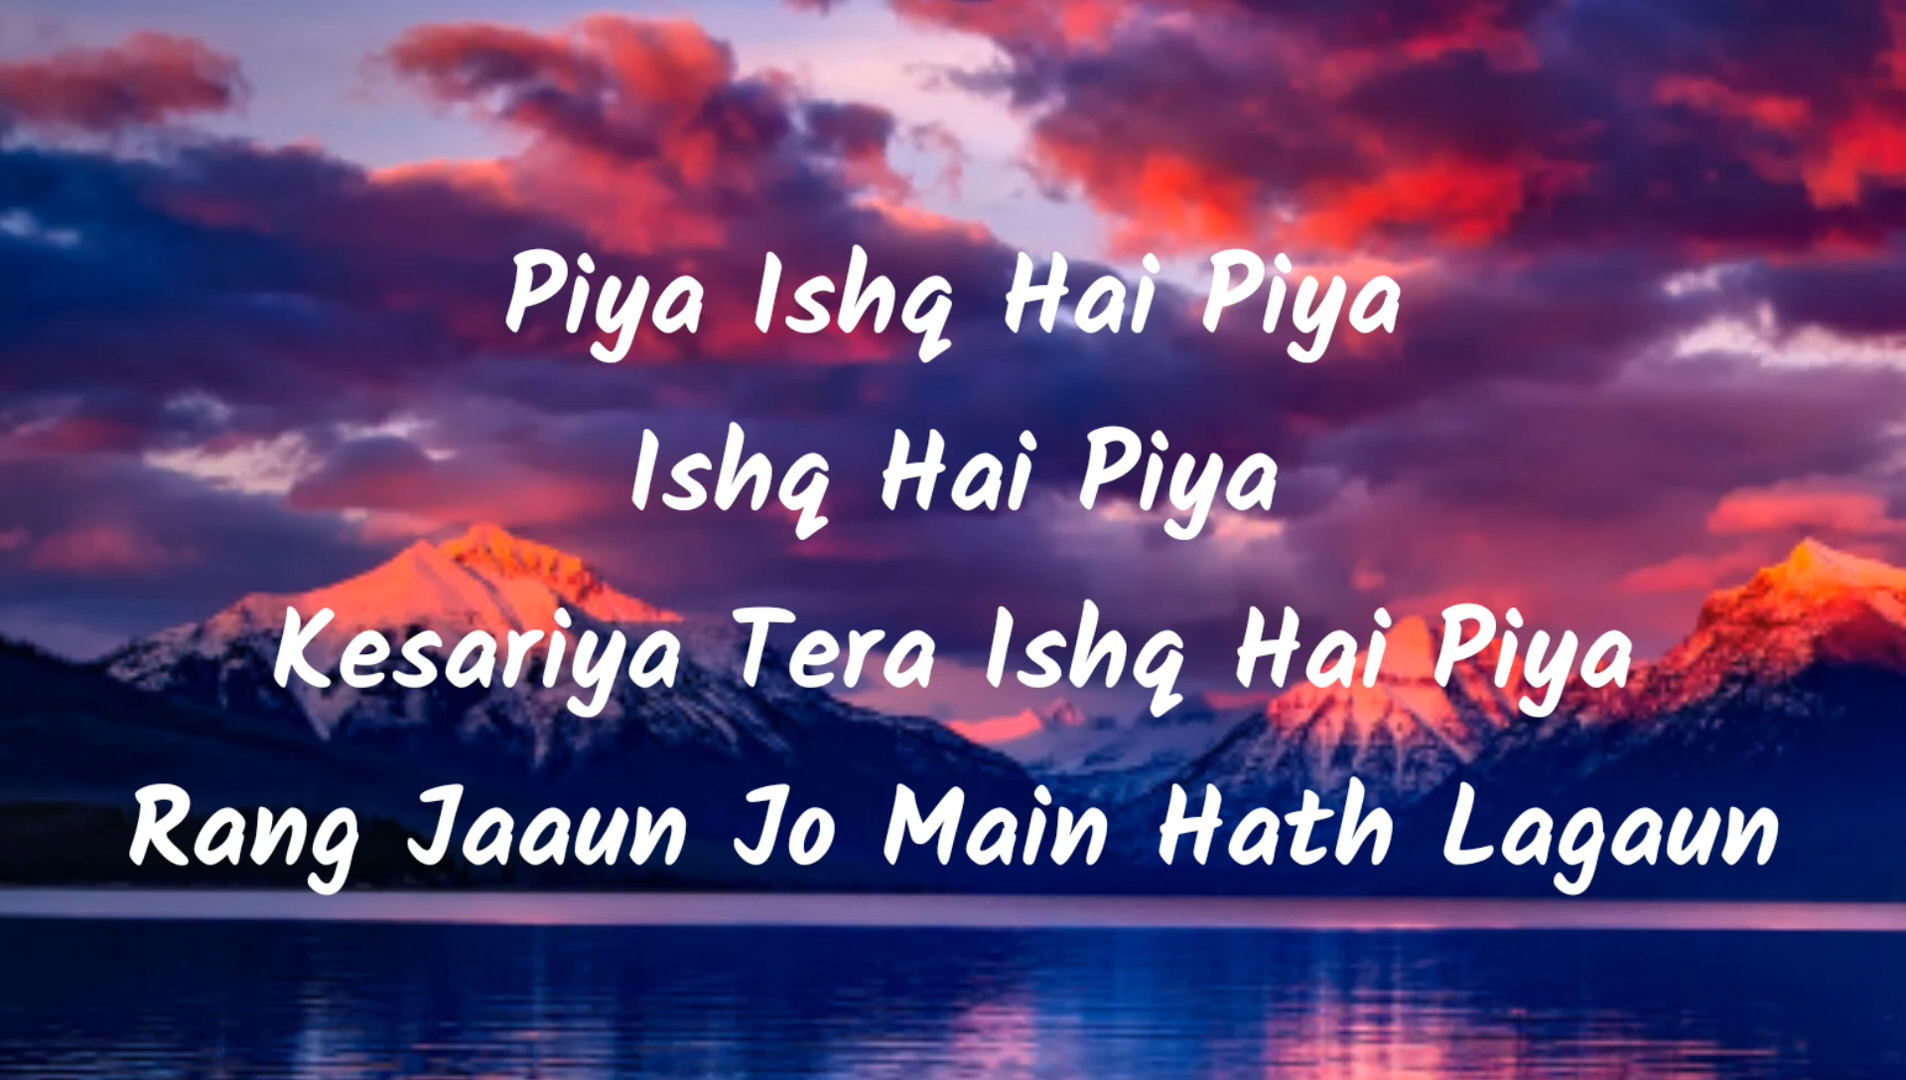 Piya Ishq Hai Piya
Ishq Hai Piya
Kesariya Tera Ishq Hai Piya
Rang Jaaun Jo Main Hath Lagaun